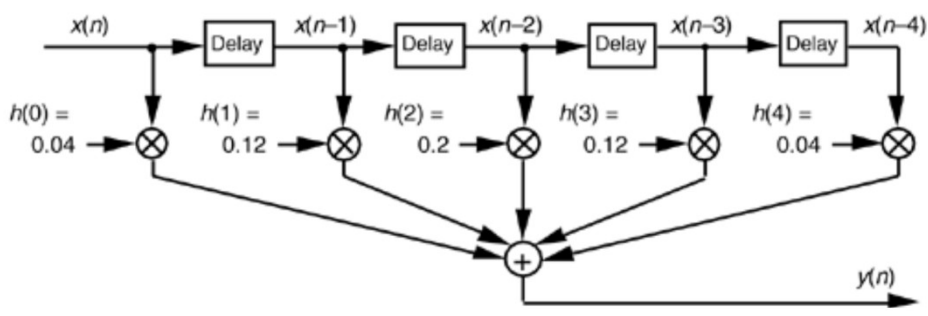 x(n) x(n–1) x(n–2) x(n–3) x(n–4)
Delay Delay Delay Delay
h(0) = h(1) = h(2) = h(3) = h(4) =
0.04 0.12 0.2 0.12 0.04
+
y(n)